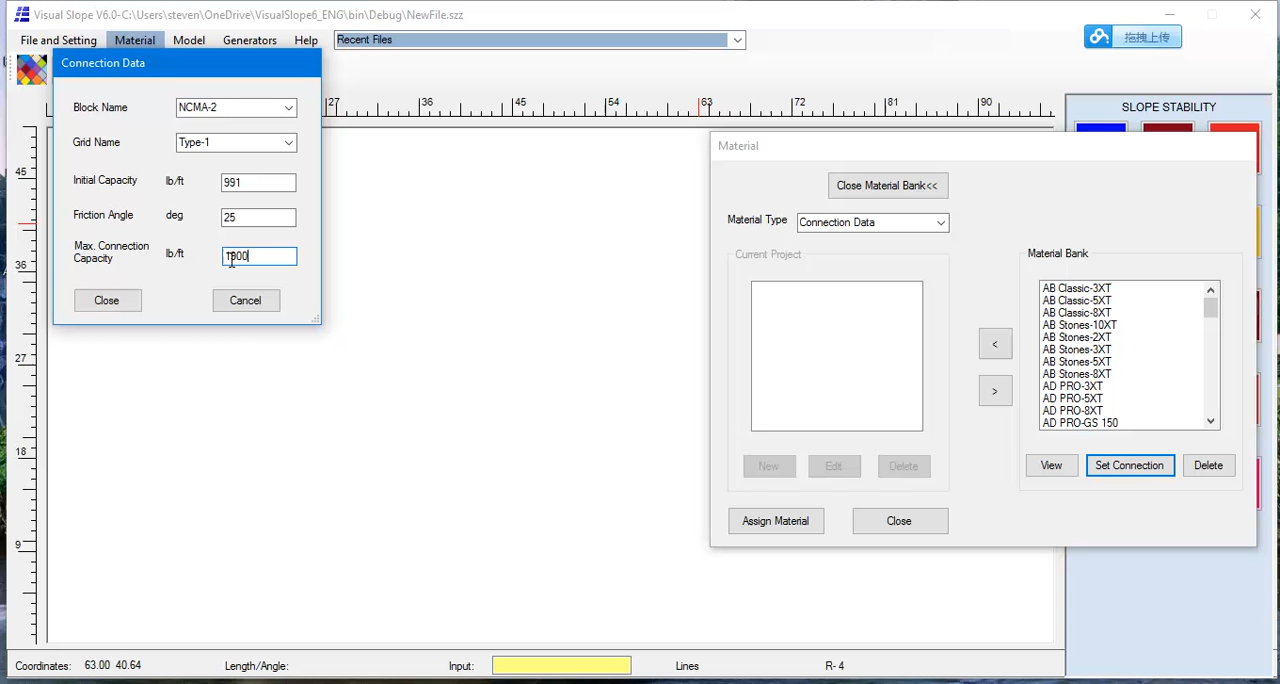 Visual Slope V6.0-C:\Users\steven\OneDrive\VisualSlope6_ENG\bin\Debug\NewFile.szz
File and Setting Material Model Generators Help Recent Files
拖拽上传
Connection Data
Block Name NCMA-2
Grid Name Type-1
Initial Capacity lb/ft 991
Friction Angle deg 25
Max. Connection Capacity lb/ft 1900
Close Cancel
27 36 45 54 63 72 81 90
45
36
27
18
9
SLOPE STABILITY
Material
Close Material Bank<<
Material Type Connection Data
Current Project
Material Bank
AB Classic-3XT
AB Classic-5XT
AB Classic-8XT
AB Stones-10XT
AB Stones-2XT
AB Stones-3XT
AB Stones-5XT
AB Stones-8XT
AD PRO-3XT
AD PRO-5XT
AD PRO-8XT
AD PRO-GS 150
<
>
New Edit Delete
View Set Connection Delete
Assign Material Close
Coordinates: 63.00 40.64 Length/Angle: Input: Lines R- 4